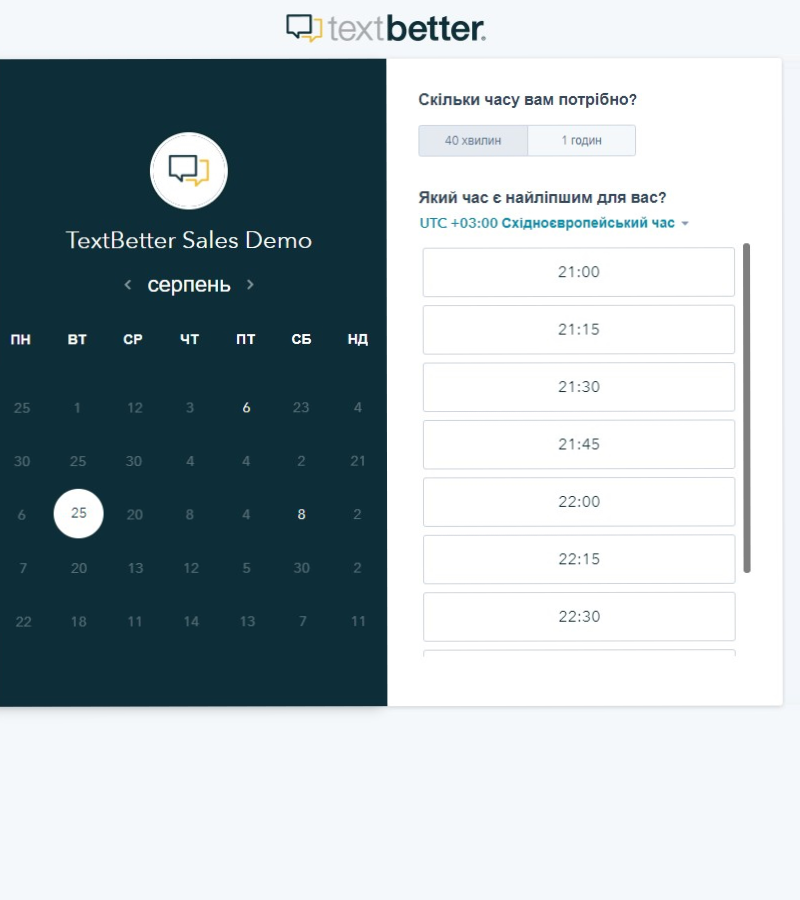 textbetter.
TextBetter Sales Demo
серпень
ПН ВТ СР ЧТ ПТ СБ НД
25 1 12 3 6 23 4
30 25 30 4 4 2 21
6 25 20 8 4 8 2
7 20 13 12 5 30 2
22 18 11 14 13 7 11
Скільки часу вам потрібно?
40 хвилин 1 годин
Який час є найліпшим для вас?
UTC +03:00 Східноєвропейський час
21:00
21:15
21:30
21:45
22:00
22:15
22:30